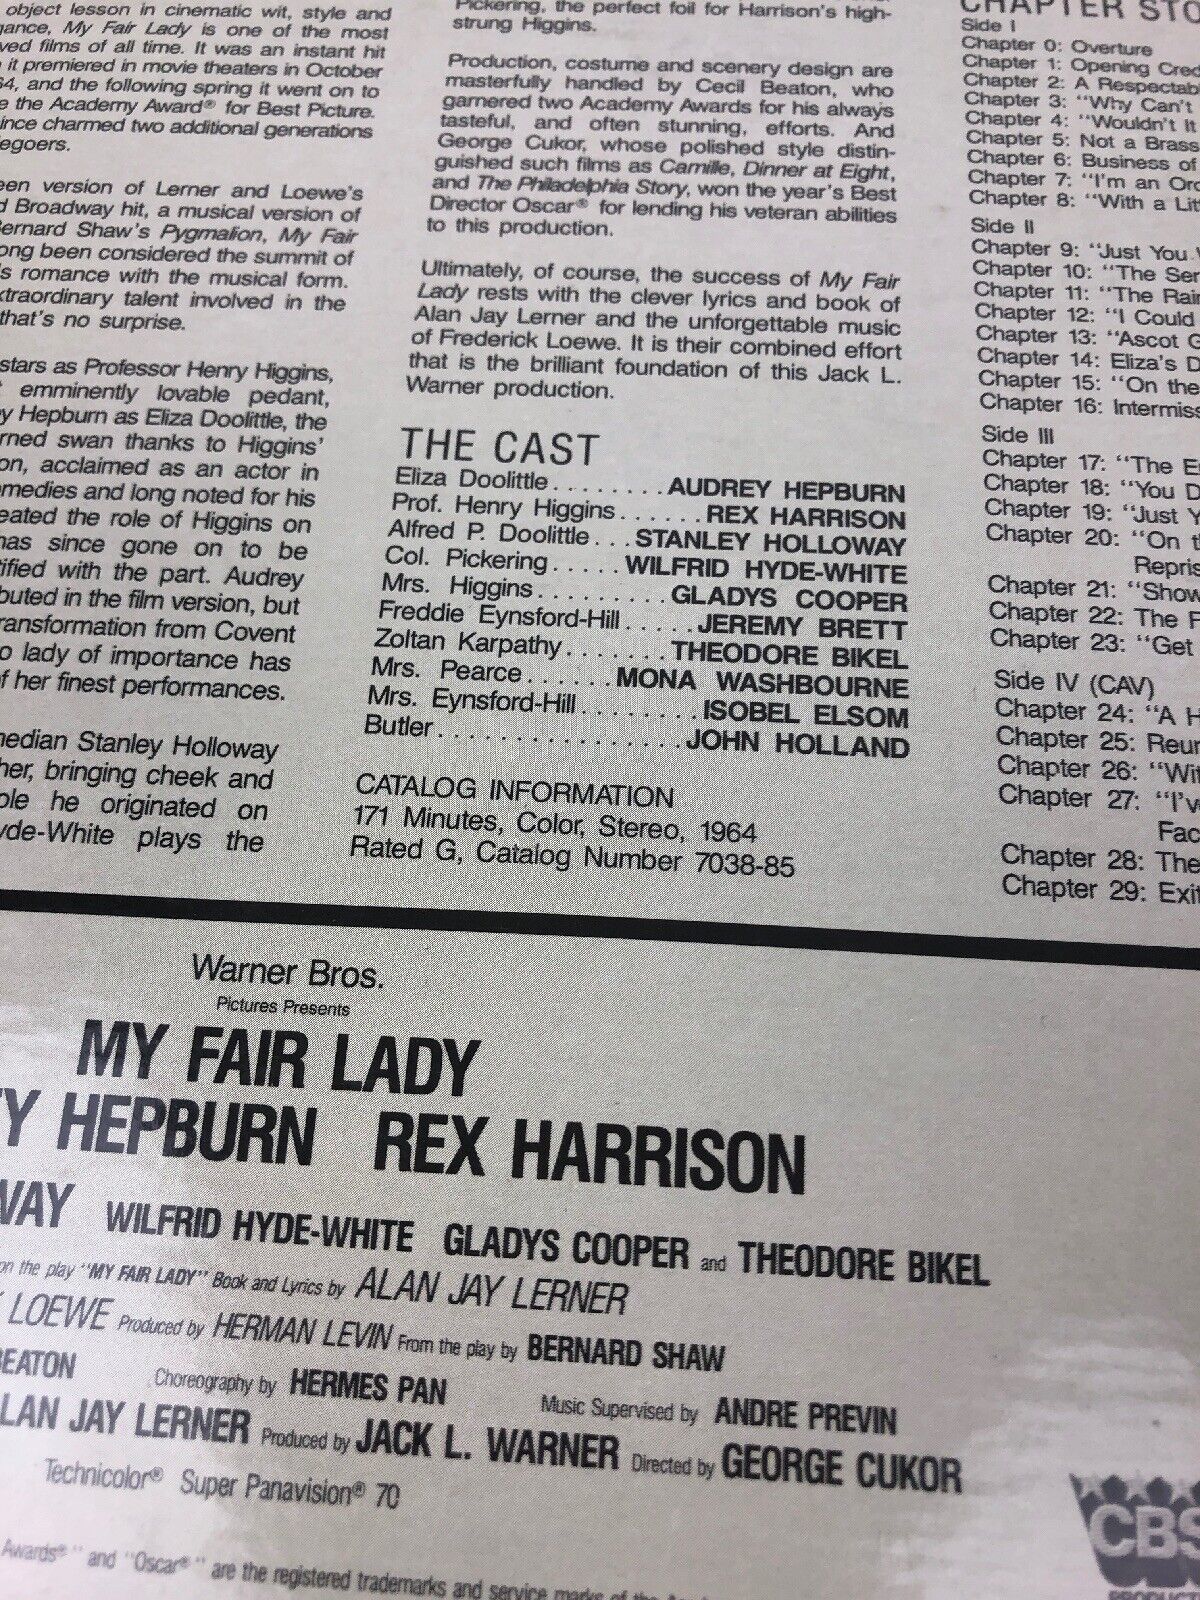 object lesson in cinematic wit, style and
gance, My Fair Lady is one of the most
ved films of all time. It was an instant hit
it premiered in movie theaters in October
64, and the following spring it went on to
e the Academy Award® for Best Picture.
ince charmed two additional generations
egoers.
een version of Lerner and Loewe's
d Broadway hit, a musical version of
Bernard Shaw's Pygmalion, My Fair
ong been considered the summit of
's romance with the musical form.
xtraordinary talent involved in the
that's no surprise.
stars as Professor Henry Higgins,
t emminently lovable pedant,
y Hepburn as Eliza Doolittle, the
rned swan thanks to Higgins'
on, acclaimed as an actor in
medies and long noted for his
eated the role of Higgins on
has since gone on to be
tified with the part. Audrey
buted in the film version, but
transformation from Covent
o lady of importance has
f her finest performances.
median Stanley Holloway
her, bringing cheek and
ole he originated on
yde-White plays the
Pickering, the perfect foil for Harrison's high-
strung Higgins.
Production, costume and scenery design are
masterfully handled by Cecil Beaton, who
garnered two Academy Awards for his always
tasteful, and often stunning, efforts. And
George Cukor, whose polished style distin-
guished such films as Camille, Dinner at Eight,
and The Philadelphia Story, won the year's Best
Director Oscar® for lending his veteran abilities
to this production.
Ultimately, of course, the success of My Fair
Lady rests with the clever lyrics and book of
Alan Jay Lerner and the unforgettable music
of Frederick Loewe. It is their combined effort
that is the brilliant foundation of this Jack L.
Warner production.
THE CAST
Eliza Doolittle ........ AUDREY HEPBURN
Prof. Henry Higgins ...... REX HARRISON
Alfred P. Doolittle ... STANLEY HOLLOWAY
Col. Pickering ..... WILFRID HYDE-WHITE
Mrs. Higgins ......... GLADYS COOPER
Freddie Eynsford-Hill ..... JEREMY BRETT
Zoltan Karpathy ....... THEODORE BIKEL
Mrs. Pearce ...... MONA WASHBOURNE
Mrs. Eynsford-Hill ........ ISOBEL ELSOM
Butler ................ JOHN HOLLAND
CATALOG INFORMATION
171 Minutes, Color, Stereo, 1964
Rated G, Catalog Number 7038-85
CHAPTER STO
Side I
Chapter 0: Overture
Chapter 1: Opening Cred
Chapter 2: A Respectabl
Chapter 3: "Why Can't
Chapter 4: "Wouldn't It
Chapter 5: Not a Brass
Chapter 6: Business of
Chapter 7: "I'm an Ord
Chapter 8: "With a Litt
Side II
Chapter 9: "Just You
Chapter 10: "The Ser
Chapter 11: "The Rai
Chapter 12: "I Could
Chapter 13: "Ascot G
Chapter 14: Eliza's D
Chapter 15: "On the
Chapter 16: Intermiss
Side III
Chapter 17: "The E
Chapter 18: "You D
Chapter 19: "Just Y
Chapter 20: "On t
Repris
Chapter 21: "Show
Chapter 22: The F
Chapter 23: "Get
Side IV (CAV)
Chapter 24: "A H
Chapter 25: Reun
Chapter 26: "Wit
Chapter 27: "I'v
Fac
Chapter 28: The
Chapter 29: Exit
Warner Bros.
Pictures Presents
MY FAIR LADY
Y HEPBURN REX HARRISON
WAY WILFRID HYDE-WHITE GLADYS COOPER and THEODORE BIKEL
on the play "MY FAIR LADY" Book and Lyrics by ALAN JAY LERNER
LOEWE Produced by HERMAN LEVIN From the play by BERNARD SHAW
BEATON Choreography by HERMES PAN Music Supervised by ANDRE PREVIN
LAN JAY LERNER Produced by JACK L. WARNER Directed by GEORGE CUKOR
Technicolor® Super Panavision® 70
Awards®" and "Oscar®" are the registered trademarks and service marks of the
CBS